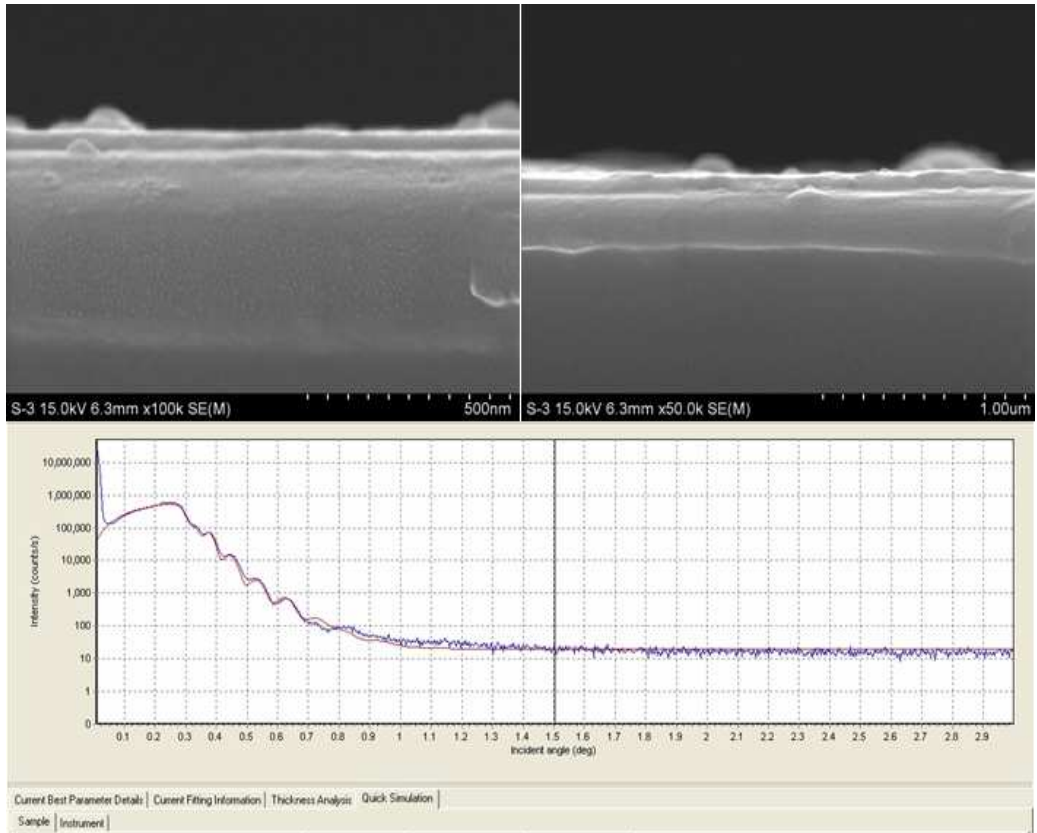 S-3 15.0kV 6.3mm x100k SE(M) 500nm
S-3 15.0kV 6.3mm x50.0k SE(M) 1.00um
Intensity (counts/s)
10,000,000
1,000,000
100,000
10,000
1,000
100
10
1
0
0.1 0.2 0.3 0.4 0.5 0.6 0.7 0.8 0.9 1 1.1 1.2 1.3 1.4 1.5 1.6 1.7 1.8 1.9 2 2.1 2.2 2.3 2.4 2.5 2.6 2.7 2.8 2.9
Incident angle (deg)
Current Best Parameter Details Current Fitting Information Thickness Analysis Quick Simulation
Sample Instrument